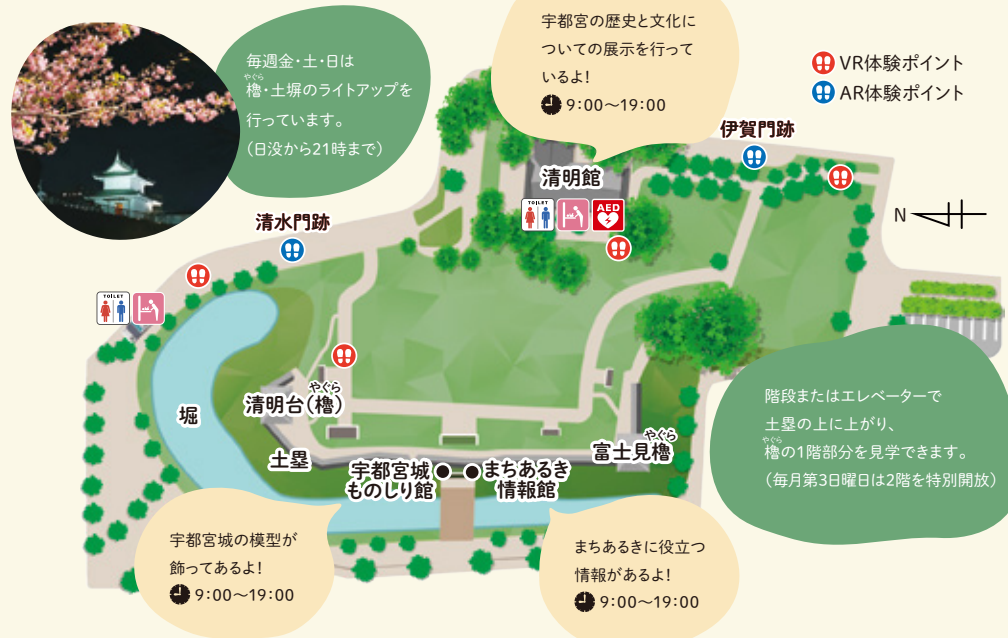 毎週金・土・日は
やぐら
櫓・土塀のライトアップを
行っています。
(日没から21時まで)
宇都宮の歴史と文化に
ついての展示を行って
いるよ!
9:00〜19:00
VR体験ポイント
AR体験ポイント
伊賀門跡
清明館
TOILET
AED
N
清水門跡
TOILET
やぐら
清明台(櫓)
堀
土塁
宇都宮城
ものしり館
まちあるき
情報館
やぐら
富士見櫓
階段またはエレベーターで
土塁の上に上がり、
やぐら
櫓の1階部分を見学できます。
(毎月第3日曜日は2階を特別開放)
宇都宮城の模型が
飾ってあるよ!
9:00〜19:00
まちあるきに役立つ
情報があるよ!
9:00〜19:00